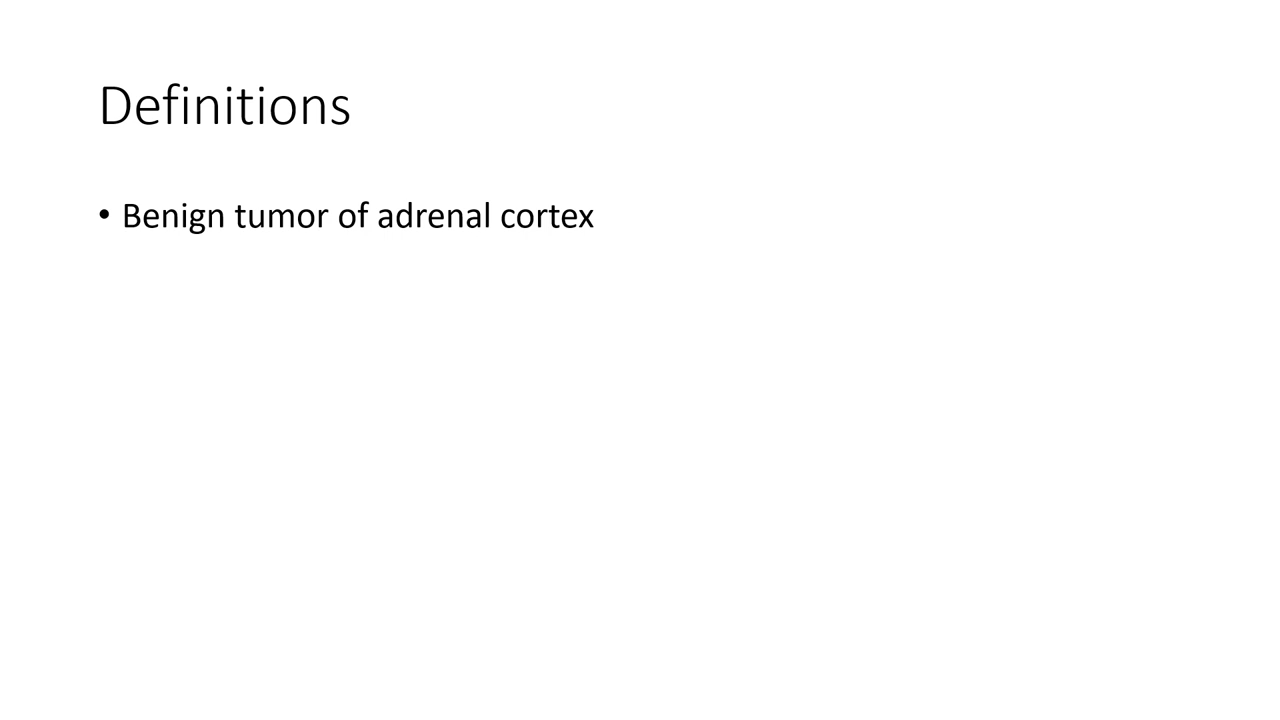 Definitions
• Benign tumor of adrenal cortex